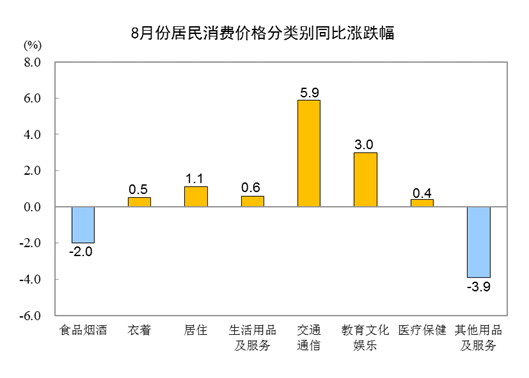 8月份居民消费价格分类别同比涨跌幅
(%)
8.0
6.0
4.0
2.0
0.0
-2.0
-4.0
-6.0
-2.0
0.5
1.1
0.6
5.9
3.0
0.4
-3.9
食品烟酒
衣着
居住
生活用品
及服务
交通
通信
教育文化
娱乐
医疗保健
其他用品
及服务